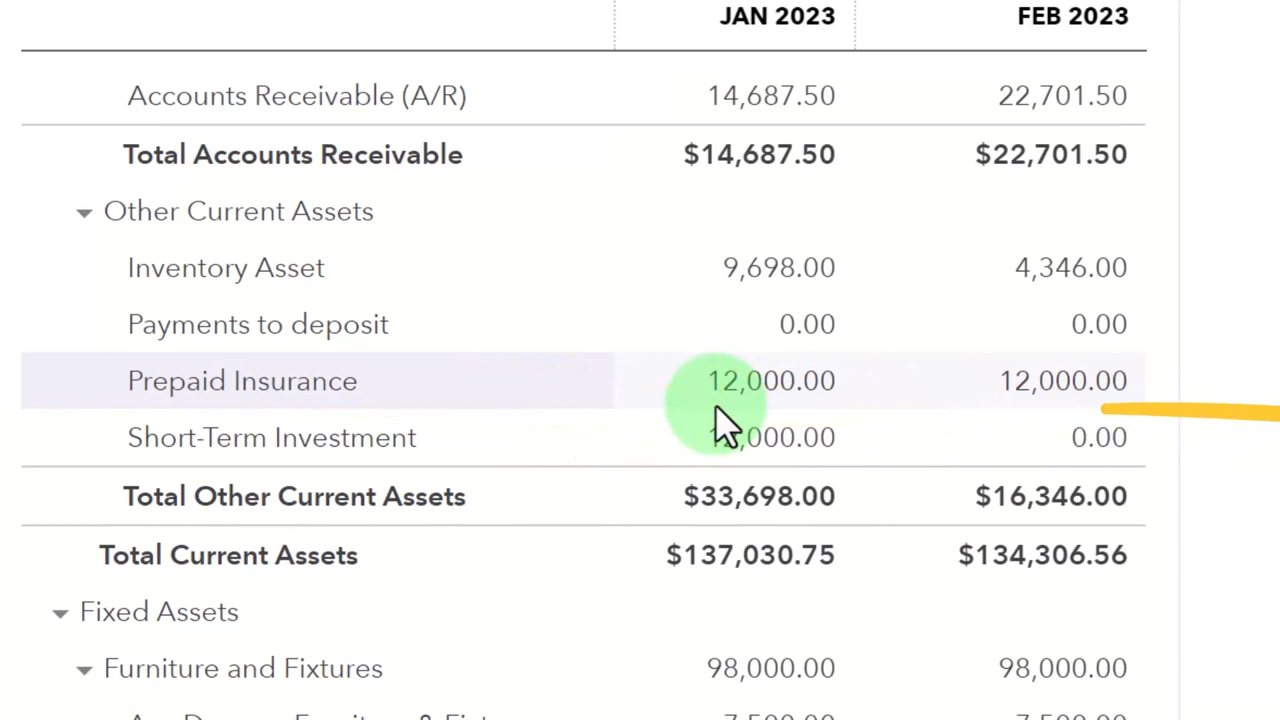 JAN 2023 FEB 2023
Accounts Receivable (A/R) 14,687.50 22,701.50
Total Accounts Receivable $14,687.50 $22,701.50
Other Current Assets
Inventory Asset 9,698.00 4,346.00
Payments to deposit 0.00 0.00
Prepaid Insurance 12,000.00 12,000.00
Short-Term Investment 0.00
Total Other Current Assets $33,698.00 $16,346.00
Total Current Assets $137,030.75 $134,306.56
Fixed Assets
Furniture and Fixtures 98,000.00 98,000.00